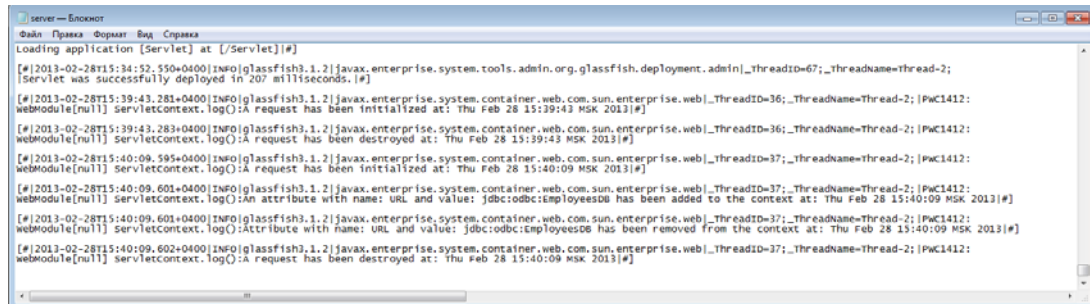 server — Блокнот
Файл Правка Формат Вид Справка
Loading application [Servlet] at [/Servlet]|#]
[#|2013-02-28T15:34:52.550+0400|INFO|glassfish3.1.2|javax.enterprise.system.tools.admin.org.glassfish.deployment.admin|_ThreadID=67;_ThreadName=Thread-2;
|Servlet was successfully deployed in 207 milliseconds.|#]
[#|2013-02-28T15:39:43.281+0400|INFO|glassfish3.1.2|javax.enterprise.system.container.web.com.sun.enterprise.web|_ThreadID=36;_ThreadName=Thread-2;|PWC1412:
WebModule[null] ServletContext.log():A request has been initialized at: Thu Feb 28 15:39:43 MSK 2013|#]
[#|2013-02-28T15:39:43.283+0400|INFO|glassfish3.1.2|javax.enterprise.system.container.web.com.sun.enterprise.web|_ThreadID=36;_ThreadName=Thread-2;|PWC1412:
WebModule[null] ServletContext.log():A request has been destroyed at: Thu Feb 28 15:39:43 MSK 2013|#]
[#|2013-02-28T15:40:09.595+0400|INFO|glassfish3.1.2|javax.enterprise.system.container.web.com.sun.enterprise.web|_ThreadID=37;_ThreadName=Thread-2;|PWC1412:
WebModule[null] ServletContext.log():A request has been initialized at: Thu Feb 28 15:40:09 MSK 2013|#]
[#|2013-02-28T15:40:09.601+0400|INFO|glassfish3.1.2|javax.enterprise.system.container.web.com.sun.enterprise.web|_ThreadID=37;_ThreadName=Thread-2;|PWC1412:
WebModule[null] ServletContext.log():An attribute with name: URL and value: jdbc:odbc:EmployeesDB has been added to the context at: Thu Feb 28 15:40:09 MSK 2013|#]
[#|2013-02-28T15:40:09.601+0400|INFO|glassfish3.1.2|javax.enterprise.system.container.web.com.sun.enterprise.web|_ThreadID=37;_ThreadName=Thread-2;|PWC1412:
WebModule[null] ServletContext.log():Attribute with name: URL and value: jdbc:odbc:EmployeesDB has been removed from the context at: Thu Feb 28 15:40:09 MSK 2013|#]
[#|2013-02-28T15:40:09.602+0400|INFO|glassfish3.1.2|javax.enterprise.system.container.web.com.sun.enterprise.web|_ThreadID=37;_ThreadName=Thread-2;|PWC1412:
WebModule[null] ServletContext.log():A request has been destroyed at: Thu Feb 28 15:40:09 MSK 2013|#]